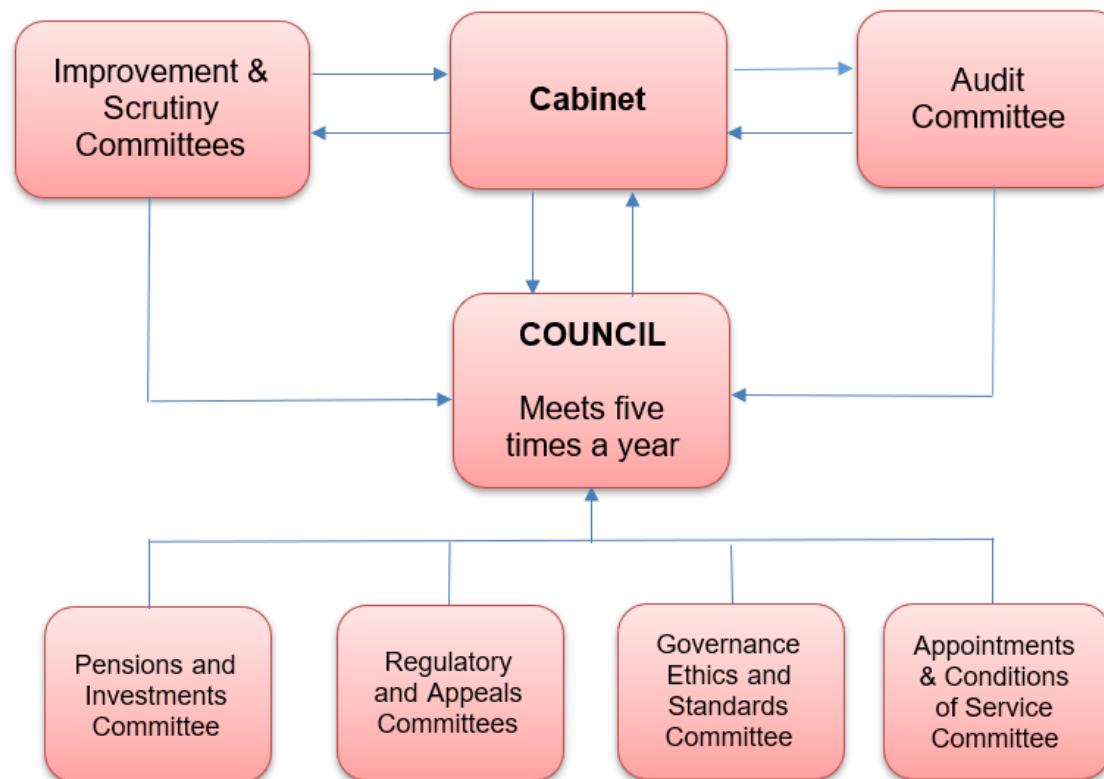 Improvement &
Scrutiny
Committees
Cabinet
Audit
Committee
COUNCIL
Meets five
times a year
Pensions and
Investments
Committee
Regulatory
and Appeals
Committees
Governance
Ethics and
Standards
Committee
Appointments
& Conditions
of Service
Committee